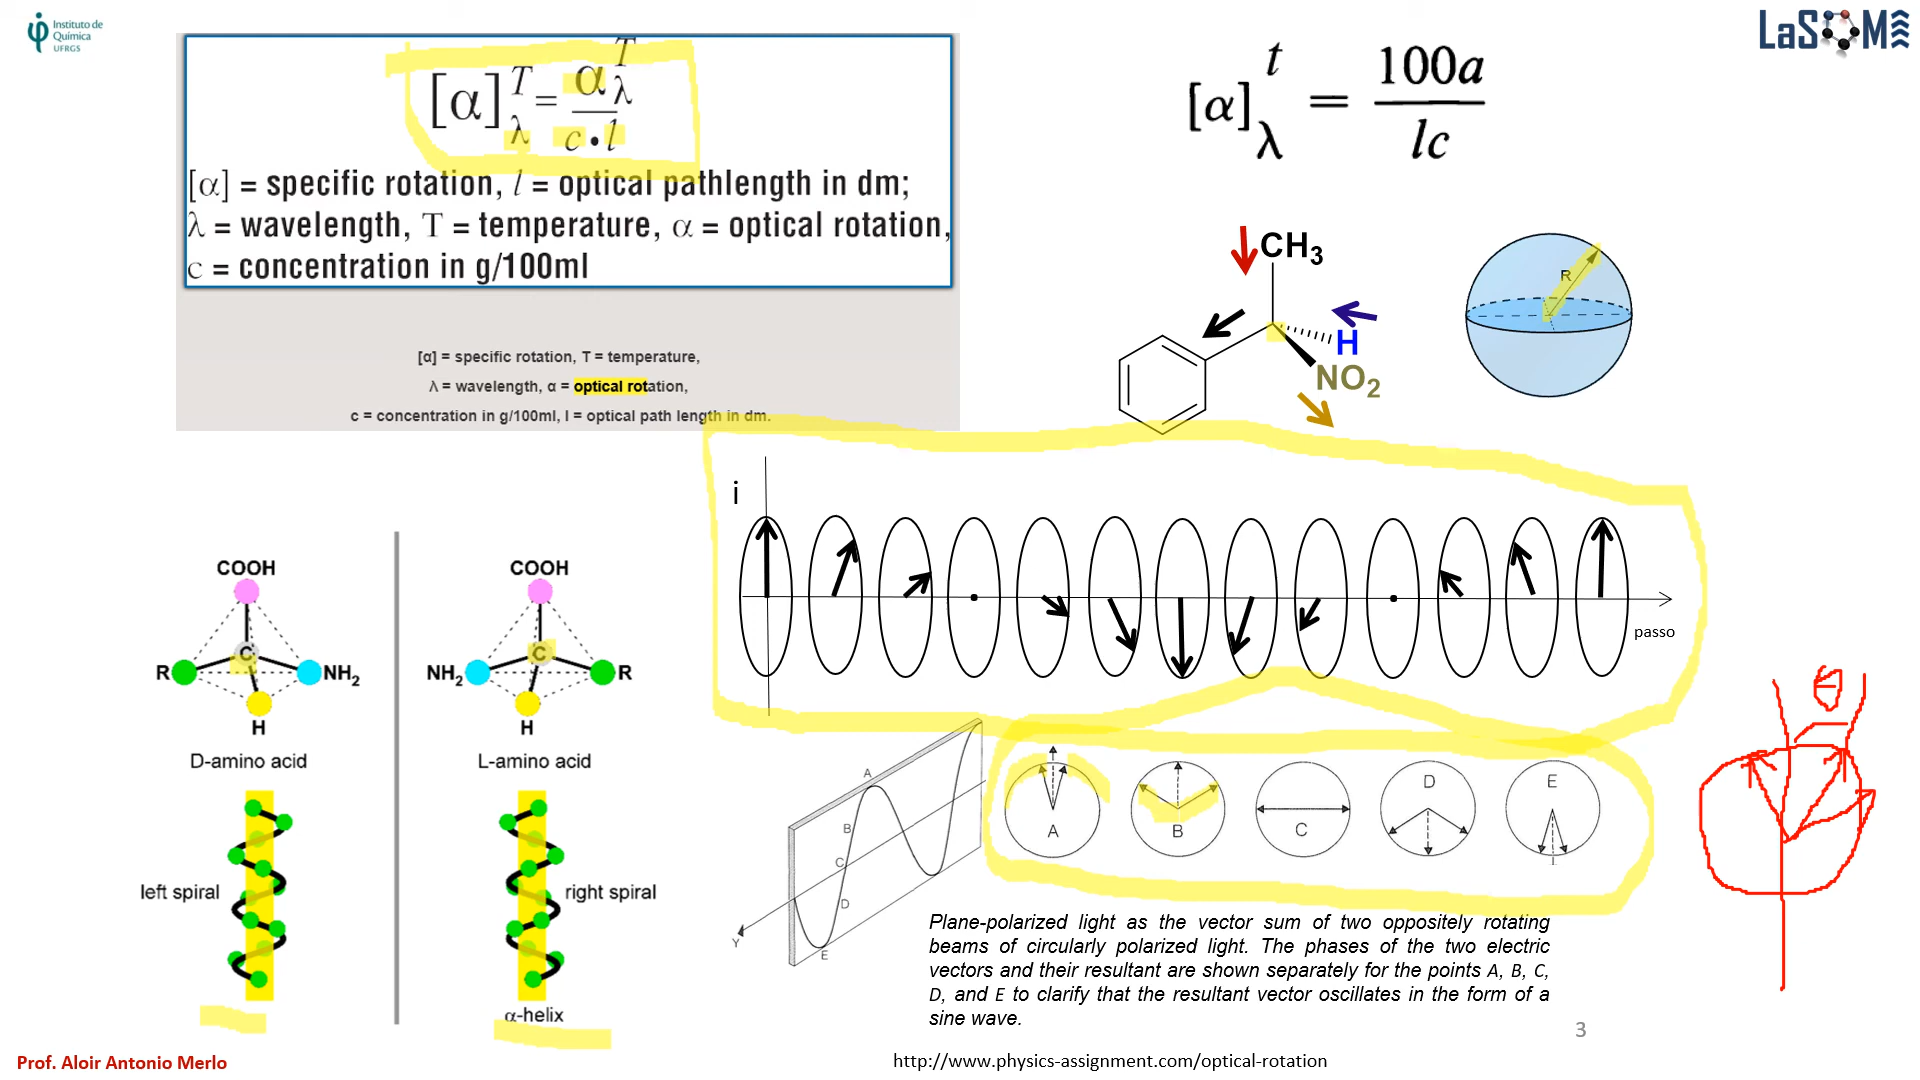 Instituto de
Química
UFRGS
LaSOMΞ
[α]ᵀλ = αᵀλ / c • l
[α] = specific rotation, l = optical pathlength in dm;
λ = wavelength, T = temperature, α = optical rotation,
c = concentration in g/100ml
[α] = specific rotation, T = temperature,
λ = wavelength, α = optical rotation,
c = concentration in g/100ml, l = optical path length in dm.
[α]ᵗλ = 100a / lc
CH₃
H
NO₂
R
i
passo
COOH
C
R
NH₂
H
D-amino acid
left spiral
COOH
C
NH₂
R
H
L-amino acid
right spiral
α-helix
A
B
C
D
E
Y
A
B
C
D
E
Plane-polarized light as the vector sum of two oppositely rotating
beams of circularly polarized light. The phases of the two electric
vectors and their resultant are shown separately for the points A, B, C,
D, and E to clarify that the resultant vector oscillates in the form of a
sine wave.
3
Prof. Aloir Antonio Merlo
http://www.physics-assignment.com/optical-rotation